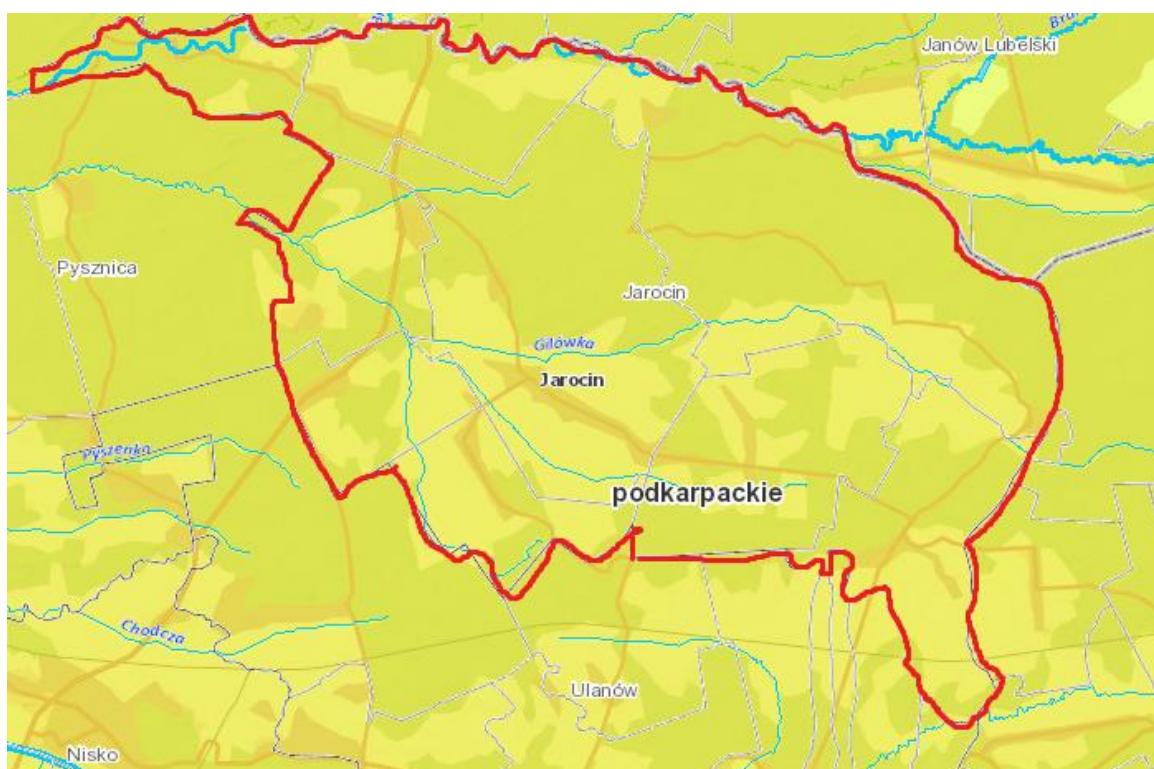 Janów Lubelski
Pysznica
Jarocin
Gilówka
Jarocin
Pyszenka
podkarpackie
Chodcza
Ulanów
Nisko